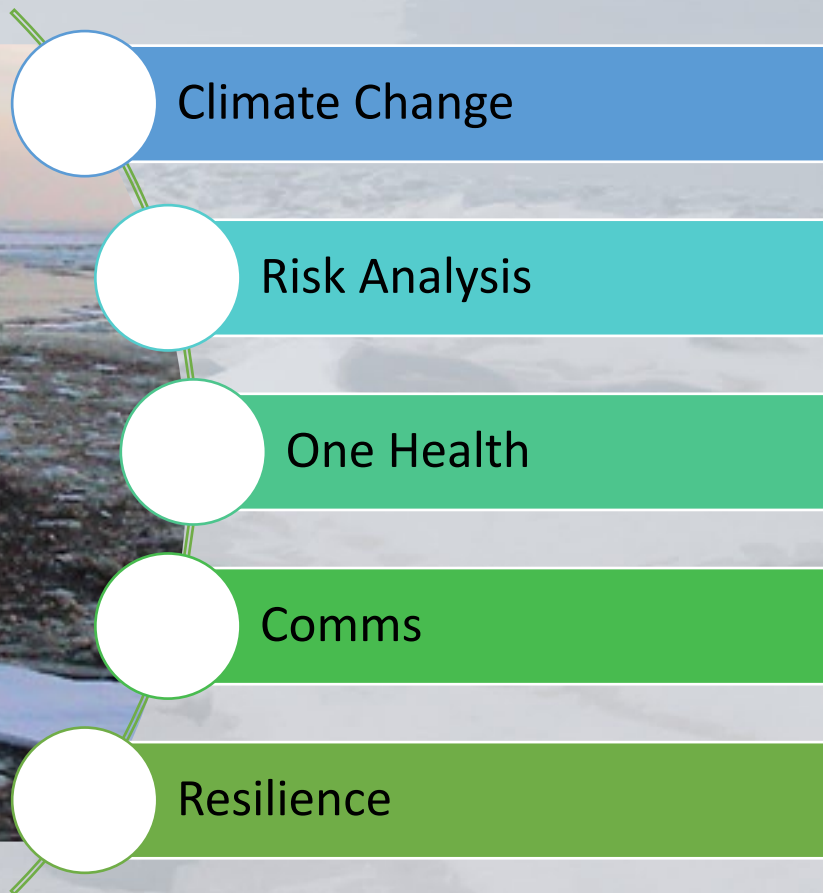 Climate Change
Risk Analysis
One Health
Comms
Resilience